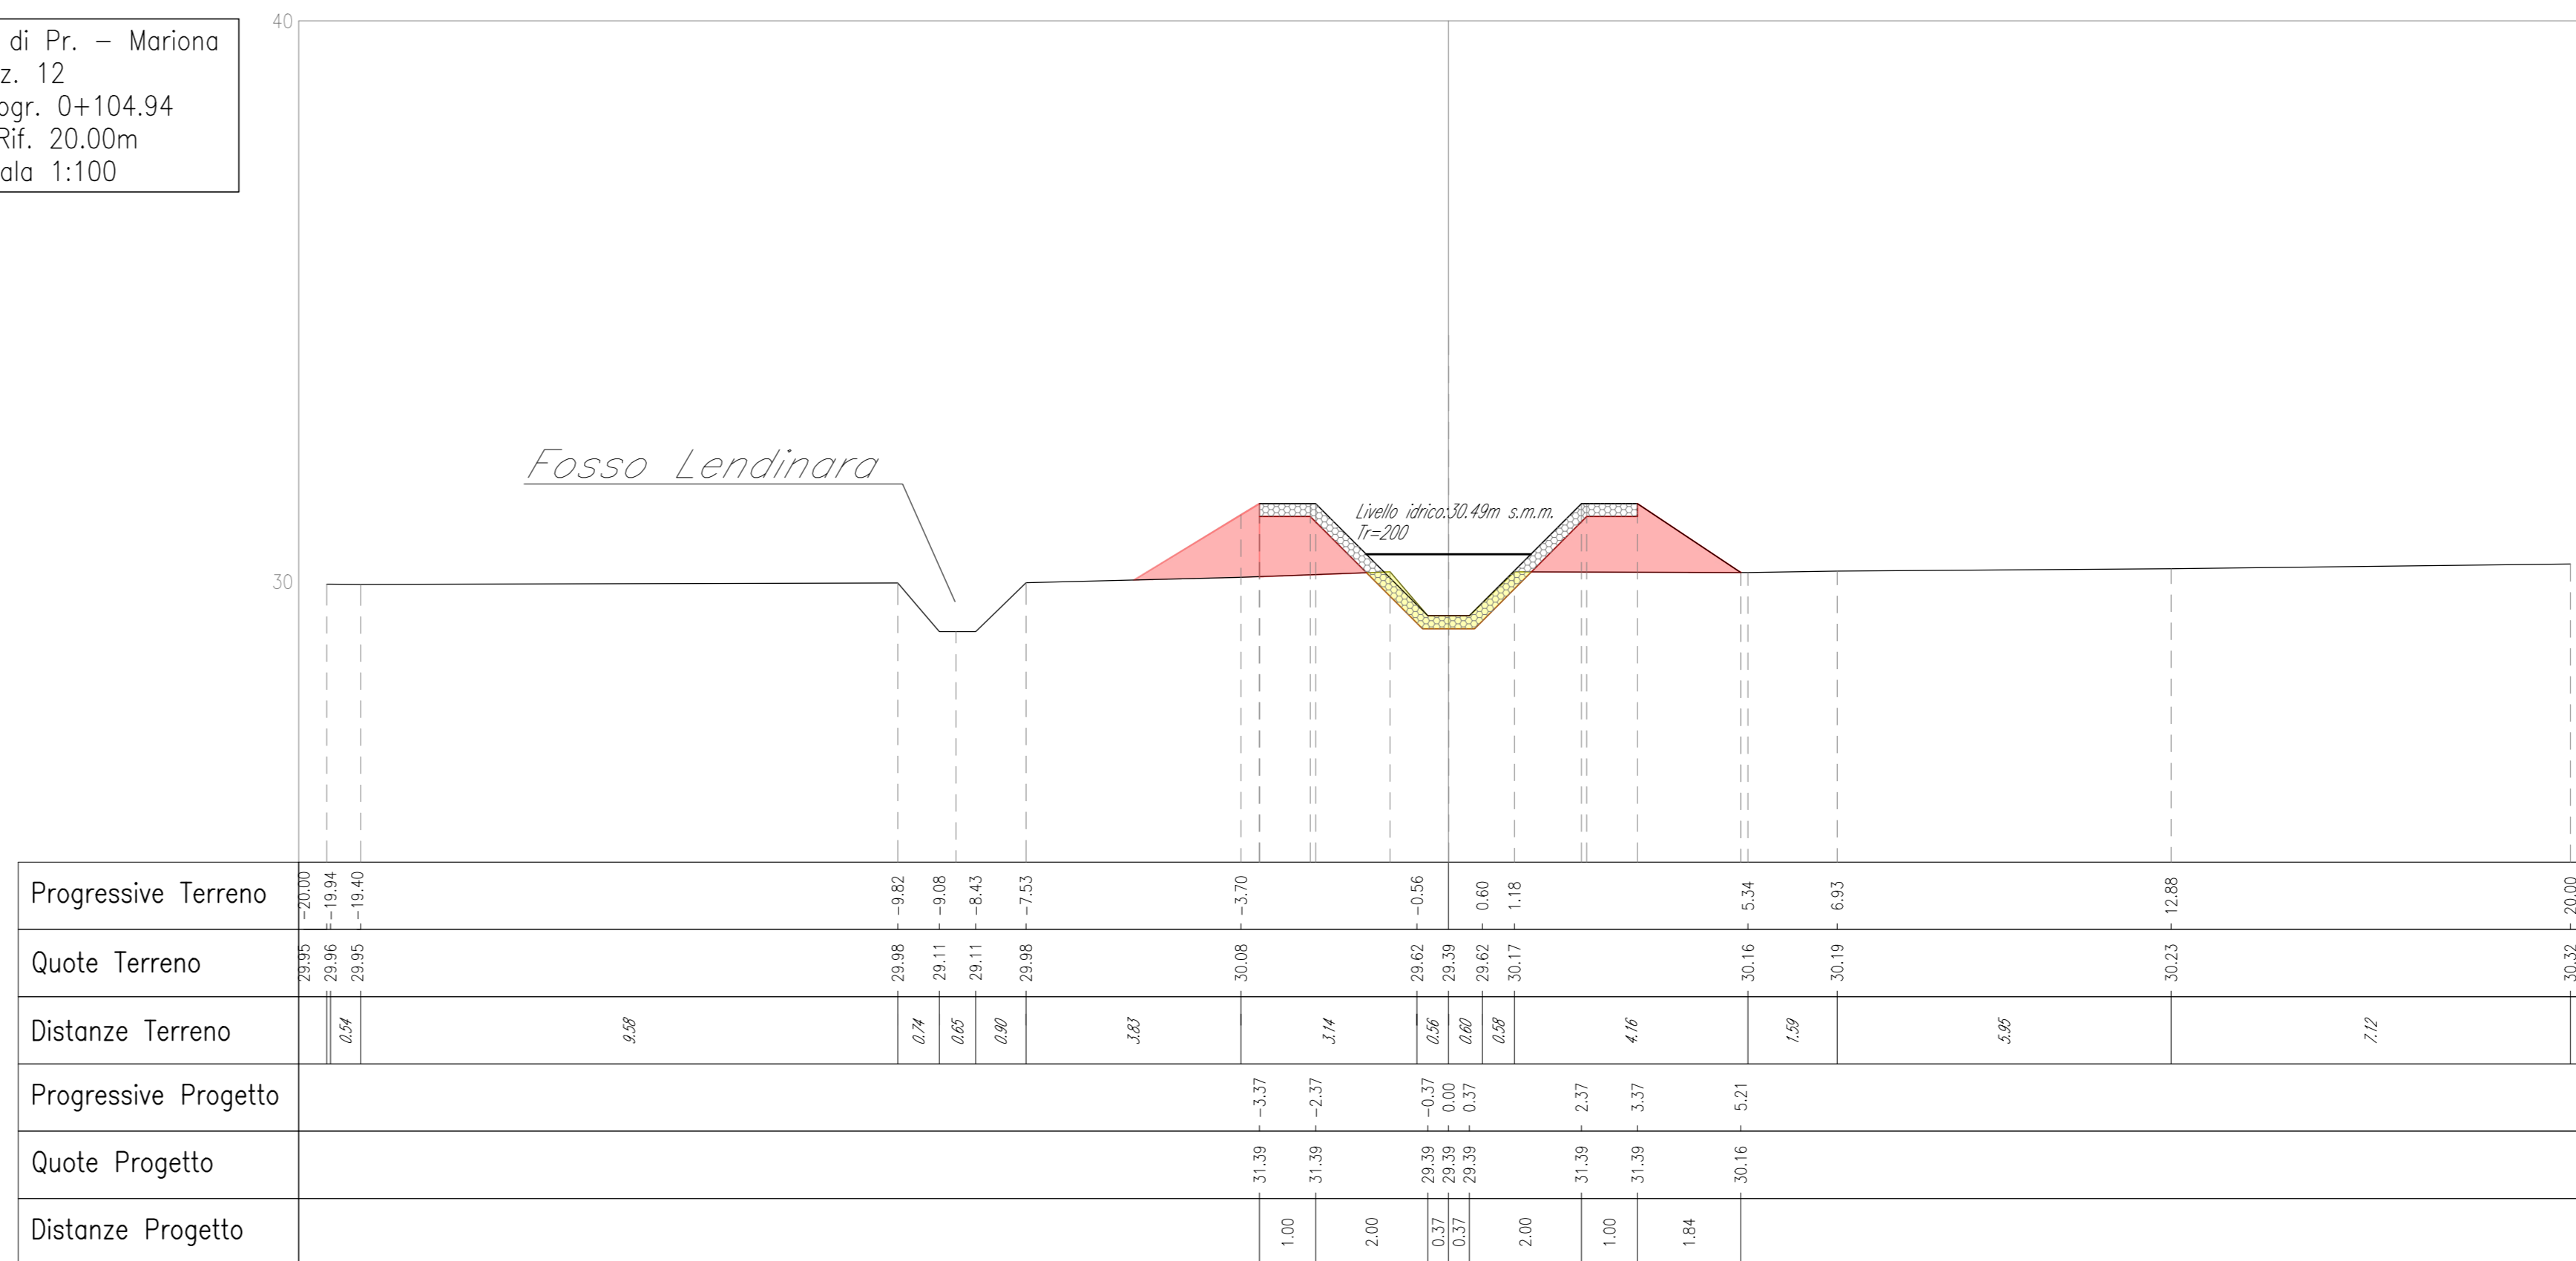 di Pr. – Mariona
z. 12
ogr. 0+104.94
Rif. 20.00m
ala 1:100
40
30
Fosso Lendinara
Livello idrico:30.49m s.m.m.
Tr=200
Progressive Terreno -20.00 -19.94 -19.40 -9.82 -9.08 -8.43 -7.53 -3.70 -0.56 0.60 1.18 5.34 6.93 12.88 20.00
Quote Terreno 29.95 29.96 29.95 29.98 29.11 29.11 29.98 30.08 29.62 29.39 29.62 30.17 30.16 30.19 30.23 30.32
Distanze Terreno 0.54 9.58 0.74 0.65 0.90 3.83 3.14 0.56 0.60 0.58 4.16 1.59 5.95 7.12
Progressive Progetto -3.37 -2.37 -0.37 0.00 0.37 2.37 3.37 5.21
Quote Progetto 31.39 31.39 29.39 29.39 29.39 31.39 31.39 30.16
Distanze Progetto 1.00 2.00 0.37 0.37 2.00 1.00 1.84